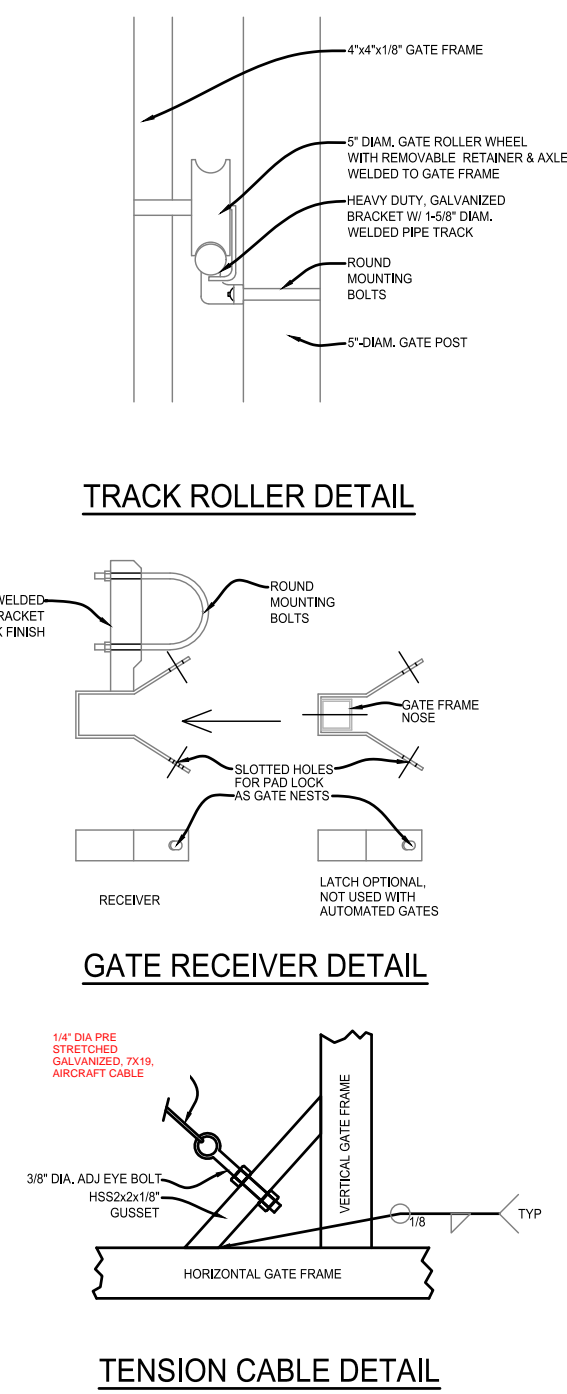 4"x4"x1/8" GATE FRAME
5" DIAM. GATE ROLLER WHEEL
WITH REMOVABLE RETAINER & AXLE
WELDED TO GATE FRAME
HEAVY DUTY, GALVANIZED
BRACKET W/ 1-5/8" DIAM.
WELDED PIPE TRACK
ROUND
MOUNTING
BOLTS
5"-DIAM. GATE POST
TRACK ROLLER DETAIL
WELDED
FINISH
ROUND
MOUNTING
BOLTS
GATE FRAME
NOSE
SLOTTED HOLES
FOR PAD LOCK
AS GATE NESTS
RECEIVER
LATCH OPTIONAL,
NOT USED WITH
AUTOMATED GATES
GATE RECEIVER DETAIL
1/4" DIA PRE
STRETCHED
GALVANIZED, 7X19,
AIRCRAFT CABLE
3/8" DIA. ADJ EYE BOLT
HSS2x2x1/8"
GUSSET
VERTICAL GATE FRAME
1/8
TYP
HORIZONTAL GATE FRAME
TENSION CABLE DETAIL